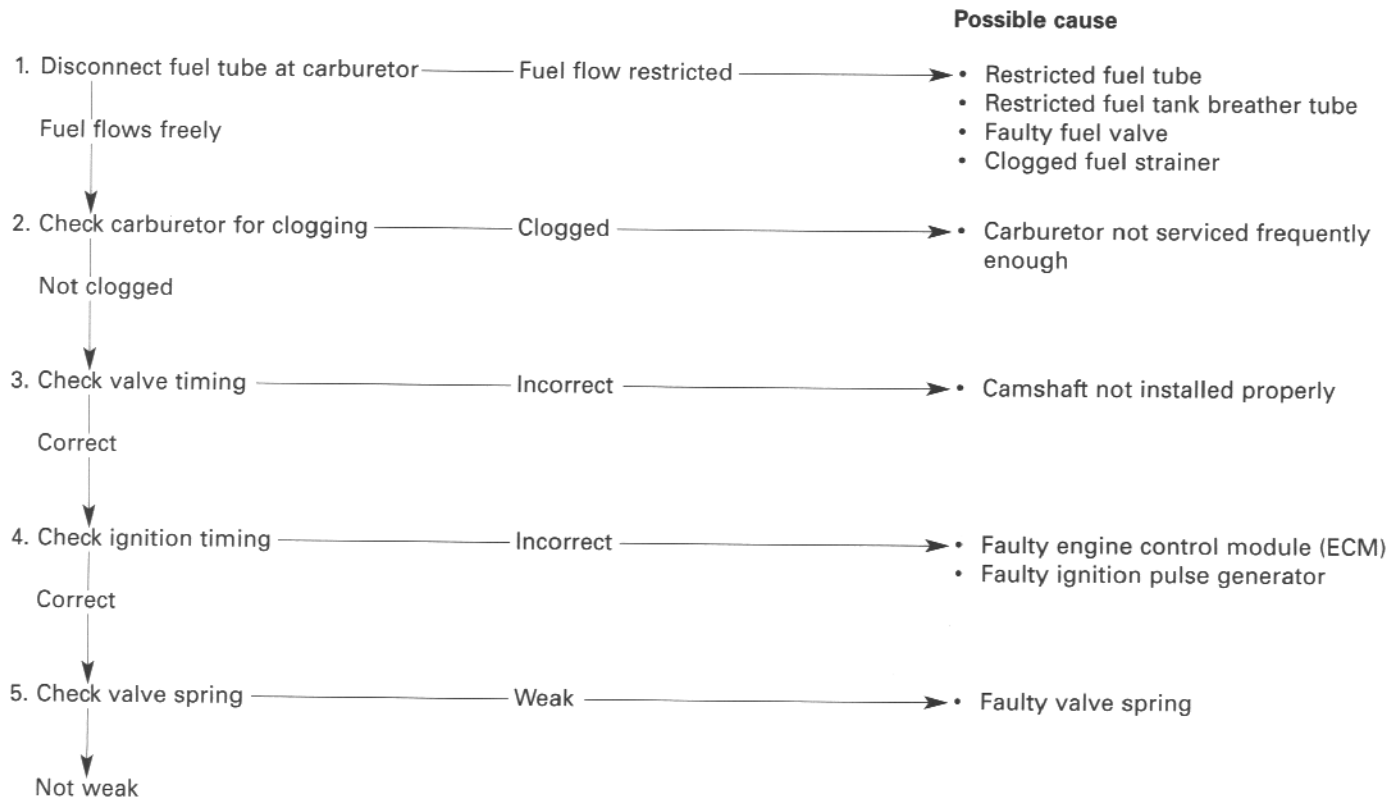 Possible cause
1. Disconnect fuel tube at carburetor Fuel flow restricted • Restricted fuel tube
• Restricted fuel tank breather tube
Fuel flows freely • Faulty fuel valve
• Clogged fuel strainer
2. Check carburetor for clogging Clogged • Carburetor not serviced frequently
enough
Not clogged
3. Check valve timing Incorrect • Camshaft not installed properly
Correct
4. Check ignition timing Incorrect • Faulty engine control module (ECM)
• Faulty ignition pulse generator
Correct
5. Check valve spring Weak • Faulty valve spring
Not weak